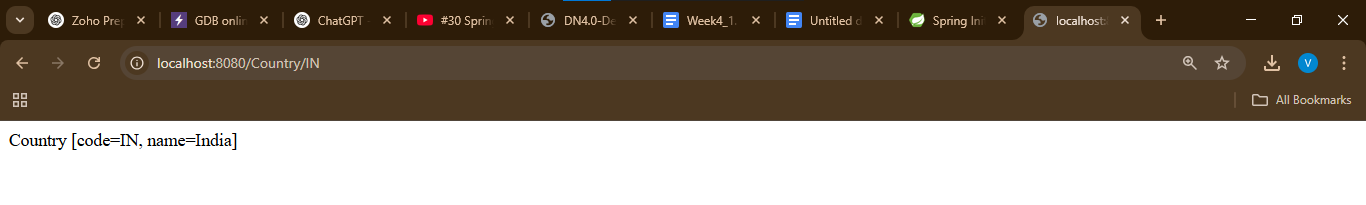 Zoho Prep GDB onlin ChatGPT - #30 Sprin DN4.0-De Week4_1. Untitled d Spring Init localhost:
localhost:8080/Country/IN V
All Bookmarks
Country [code=IN, name=India]